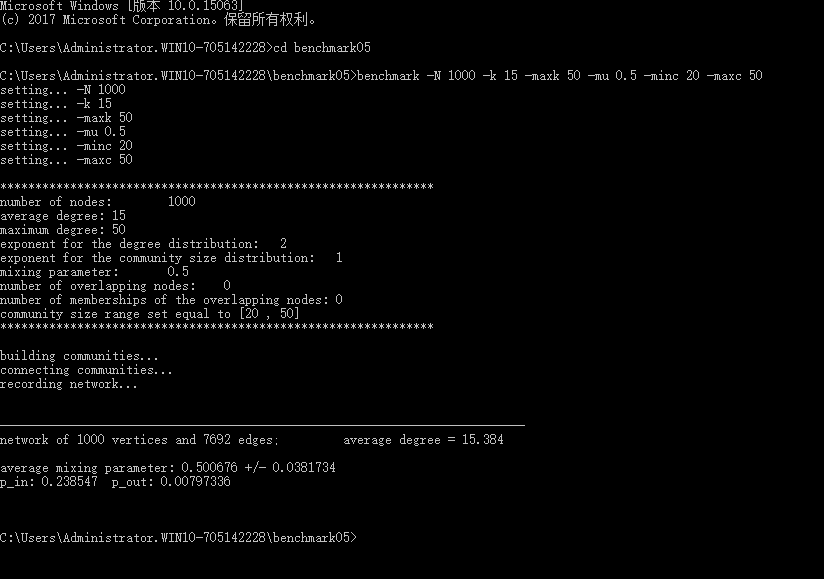 Microsoft Windows [版本 10.0.15063]
(c) 2017 Microsoft Corporation。保留所有权利。
C:\Users\Administrator.WIN10-705142228>cd benchmark05
C:\Users\Administrator.WIN10-705142228\benchmark05>benchmark -N 1000 -k 15 -maxk 50 -mu 0.5 -minc 20 -maxc 50
setting... -N 1000
setting... -k 15
setting... -maxk 50
setting... -mu 0.5
setting... -minc 20
setting... -maxc 50
**************************************************************
number of nodes:        1000
average degree: 15
maximum degree: 50
exponent for the degree distribution:   2
exponent for the community size distribution:   1
mixing parameter:       0.5
number of overlapping nodes:    0
number of memberships of the overlapping nodes: 0
community size range set equal to [20 , 50]
**************************************************************
building communities...
connecting communities...
recording network...
___________________________________________________________________________
network of 1000 vertices and 7692 edges;         average degree = 15.384
average mixing parameter: 0.500676 +/- 0.0381734
p_in: 0.238547  p_out: 0.00797336
C:\Users\Administrator.WIN10-705142228\benchmark05>